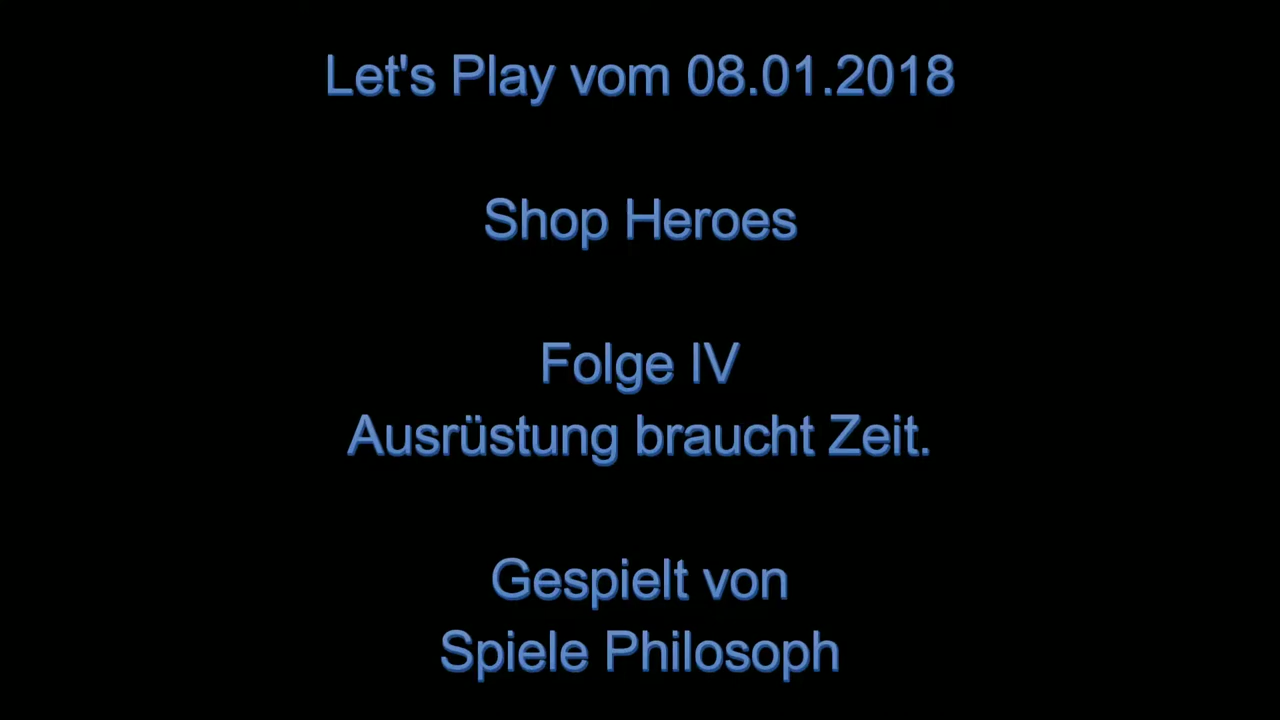 Let's Play vom 08.01.2018
Shop Heroes
Folge IV
Ausrüstung braucht Zeit.
Gespielt von
Spiele Philosoph